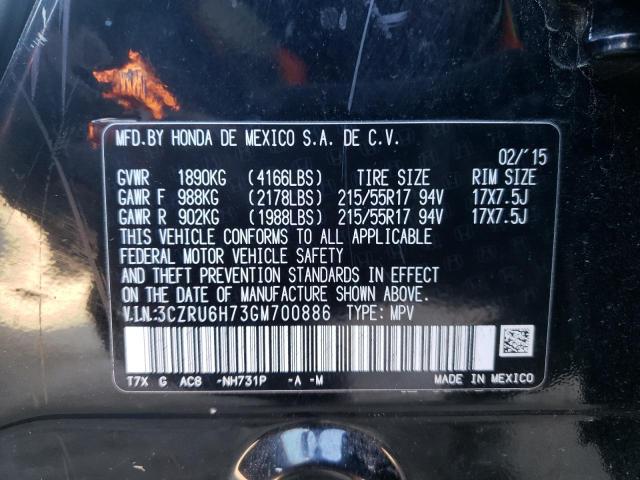 MFD.BY HONDA DE MEXICO S.A. DE C.V.
02/'15
GVWR 1890KG (4166LBS) TIRE SIZE RIM SIZE
GAWR F 988KG (2178LBS) 215/55R17 94V 17X7.5J
GAWR R 902KG (1988LBS) 215/55R17 94V 17X7.5J
THIS VEHICLE CONFORMS TO ALL APPLICABLE
FEDERAL MOTOR VEHICLE SAFETY
AND THEFT PREVENTION STANDARDS IN EFFECT
ON THE DATE OF MANUFACTURE SHOWN ABOVE.
V.I.N.:3CZRU6H73GM700886 TYPE: MPV
T7X G AC8 -NH731P -A -M MADE IN MEXICO